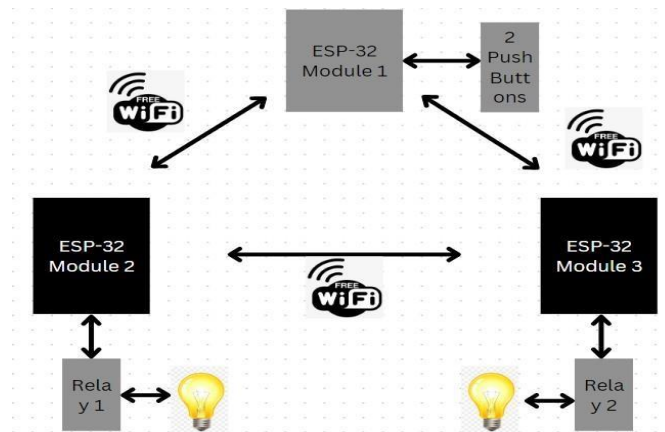 ESP-32
Module 1
2
Push
Butt
ons
FREE
WiFi
FREE
WiFi
ESP-32
Module 2
FREE
WiFi
ESP-32
Module 3
Rela
y 1
Rela
y 2